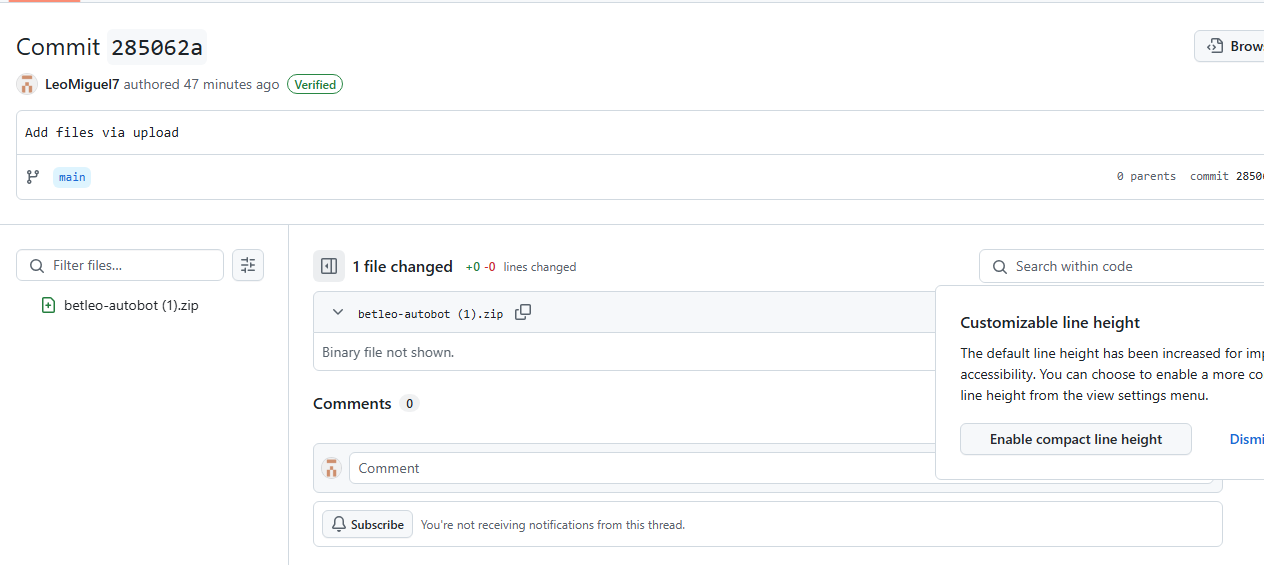 Commit 285062a
Brow
LeoMiguel7 authored 47 minutes ago Verified
Add files via upload
main
0 parents commit 2850
Filter files...
1 file changed +0 -0 lines changed
Search within code
betleo-autobot (1).zip
betleo-autobot (1).zip
Binary file not shown.
Customizable line height
The default line height has been increased for imp
accessibility. You can choose to enable a more co
line height from the view settings menu.
Enable compact line height
Dismi
Comments 0
Comment
Subscribe
You're not receiving notifications from this thread.